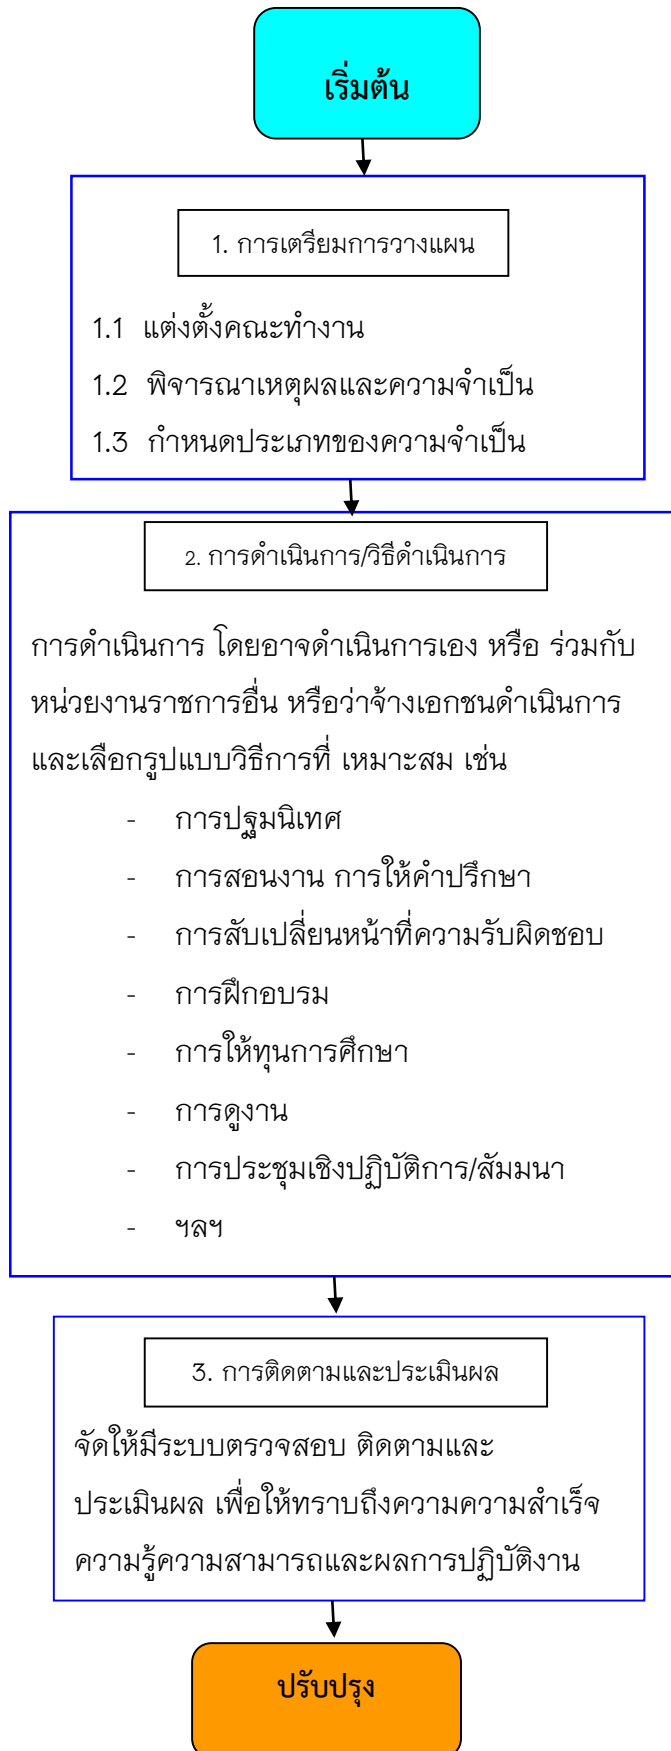 เริ่มต้น
1. การเตรียมการวางแผน
1.1 แต่งตั้งคณะทำงาน
1.2 พิจารณาเหตุผลและความจำเป็น
1.3 กำหนดประเภทของความจำเป็น
2. การดำเนินการ/วิธีดำเนินการ
การดำเนินการ โดยอาจดำเนินการเอง หรือ ร่วมกับ
หน่วยงานราชการอื่น หรือว่าจ้างเอกชนดำเนินการ
และเลือกรูปแบบวิธีการที่ เหมาะสม เช่น
- การปฐมนิเทศ
- การสอนงาน การให้คำปรึกษา
- การสับเปลี่ยนหน้าที่ความรับผิดชอบ
- การฝึกอบรม
- การให้ทุนการศึกษา
- การดูงาน
- การประชุมเชิงปฏิบัติการ/สัมมนา
- ฯลฯ
3. การติดตามและประเมินผล
จัดให้มีระบบตรวจสอบ ติดตามและ
ประเมินผล เพื่อให้ทราบถึงความความสำเร็จ
ความรู้ความสามารถและผลการปฏิบัติงาน
ปรับปรุง